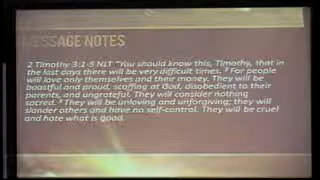 MESSAGE NOTES
2 Timothy 3:1-5 NLT "You should know this, Timothy, that in
the last days there will be very difficult times. ² For people
will love only themselves and their money. They will be
boastful and proud, scoffing at God, disobedient to their
parents, and ungrateful. They will consider nothing
sacred. ³ They will be unloving and unforgiving; they will
slander others and have no self-control. They will be cruel
and hate what is good.